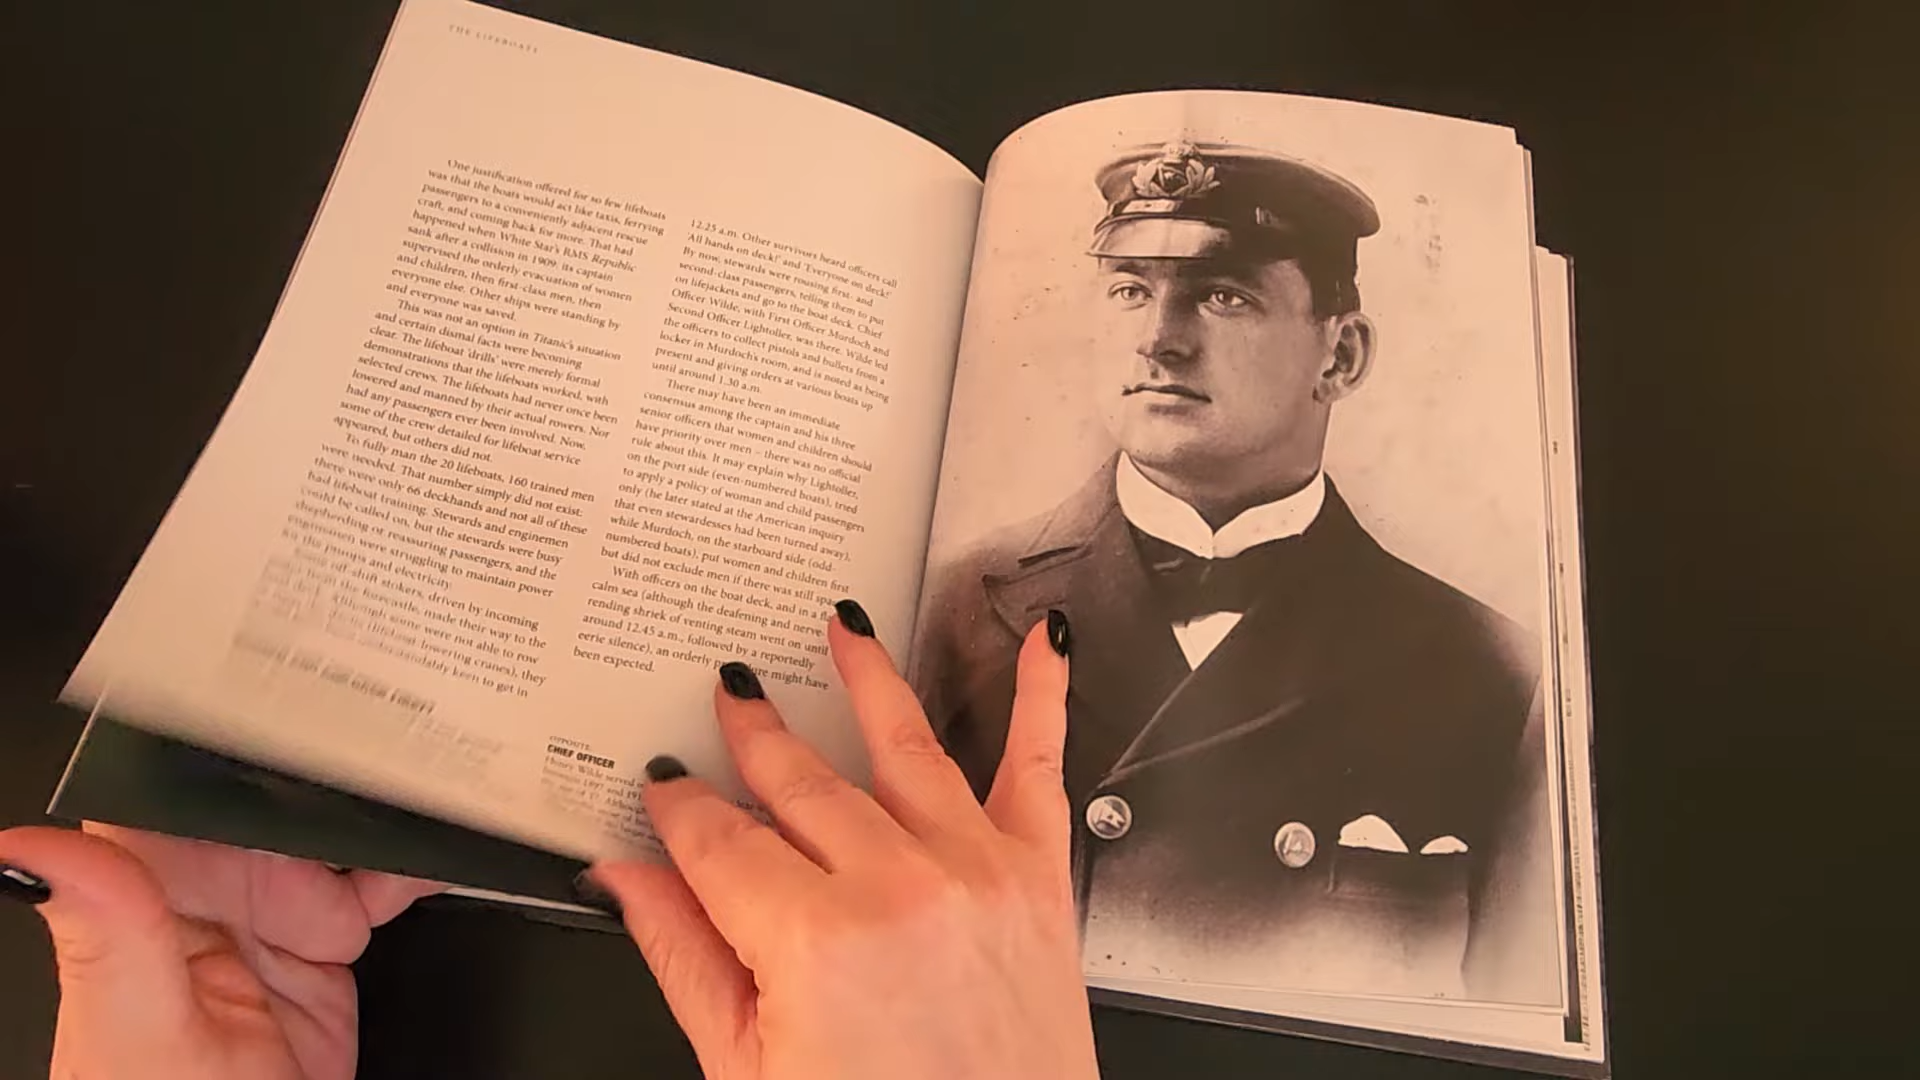 THE LIFEBOATS
One justification offered for so few lifeboats
was that the boats would act like taxis, ferrying
passengers to a conveniently adjacent rescue
craft, and coming back for more. That had
happened when White Star's RMS Republic
sank after a collision in 1909: its captain
supervised the orderly evacuation of women
and children, then first-class men, then
everyone else. Other ships were standing by
and everyone was saved.
This was not an option in Titanic's situation
and certain dismal facts were becoming
clear. The lifeboat 'drills' were merely formal
demonstrations that the lifeboats worked, with
selected crews. The lifeboats had never once been
lowered and manned by their actual rowers. Nor
had any passengers ever been involved. Now,
some of the crew detailed for lifeboat service
appeared, but others did not.
To fully man the 20 lifeboats, 160 trained men
were needed. That number simply did not exist:
there were only 66 deckhands and not all of these
had lifeboat training. Stewards and enginemen
could be called on, but the stewards were busy
shepherding or reassuring passengers, and the
enginemen were struggling to maintain power
to the pumps and electricity.
off-shift stokers, driven by incoming
the forecastle, made their way to the
Although some were not able to row
lowering cranes), they
understandably keen to get in
12.25 a.m. Other survivors heard officers call
'All hands on deck!' and 'Everyone on deck!'
By now, stewards were rousing first- and
second-class passengers, telling them to put
on lifejackets and go to the boat deck. Chief
Officer Wilde, with First Officer Murdoch and
Second Officer Lightoller, was there. Wilde led
the officers to collect pistols and bullets from a
locker in Murdoch's room, and is noted as being
present and giving orders at various boats up
until around 1.30 a.m.
There may have been an immediate
consensus among the captain and his three
senior officers that women and children should
have priority over men – there was no official
rule about this. It may explain why Lightoller,
on the port side (even-numbered boats), tried
to apply a policy of woman and child passengers
only (he later stated at the American inquiry
that even stewardesses had been turned away),
while Murdoch, on the starboard side (odd-
numbered boats), put women and children first
but did not exclude men if there was still
With officers on the boat deck, and in a
calm sea (although the deafening and nerve-
rending shriek of venting steam went on until
around 12.45 a.m., followed by a reportedly
eerie silence), an orderly might have
been expected.
OPPOSITE:
CHIEF OFFICER
Henry Wilde served
between 1897 and
Although